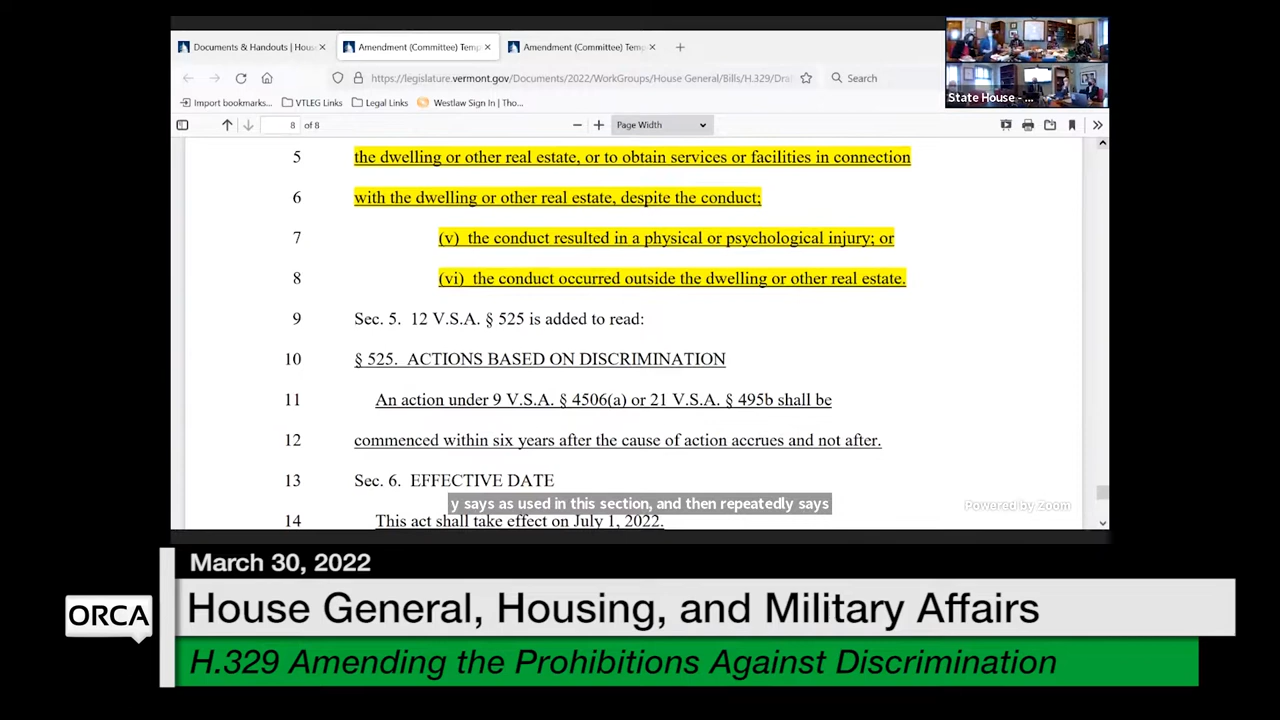 Documents & Handouts | Hous
Amendment (Committee) Temp
Amendment (Committee) Temp
https://legislature.vermont.gov/Documents/2022/WorkGroups/House General/Bills/H.329/Dra
Search
Import bookmarks...
VTLEG Links
Legal Links
Westlaw Sign In | Tho...
State House - ...
8 of 8
Page Width
5 the dwelling or other real estate, or to obtain services or facilities in connection
6 with the dwelling or other real estate, despite the conduct;
7 (v) the conduct resulted in a physical or psychological injury; or
8 (vi) the conduct occurred outside the dwelling or other real estate.
9 Sec. 5. 12 V.S.A. § 525 is added to read:
10 § 525. ACTIONS BASED ON DISCRIMINATION
11 An action under 9 V.S.A. § 4506(a) or 21 V.S.A. § 495b shall be
12 commenced within six years after the cause of action accrues and not after.
13 Sec. 6. EFFECTIVE DATE
y says as used in this section, and then repeatedly says
Powered by Zoom
14 This act shall take effect on July 1, 2022.
March 30, 2022
ORCA
House General, Housing, and Military Affairs
H.329 Amending the Prohibitions Against Discrimination